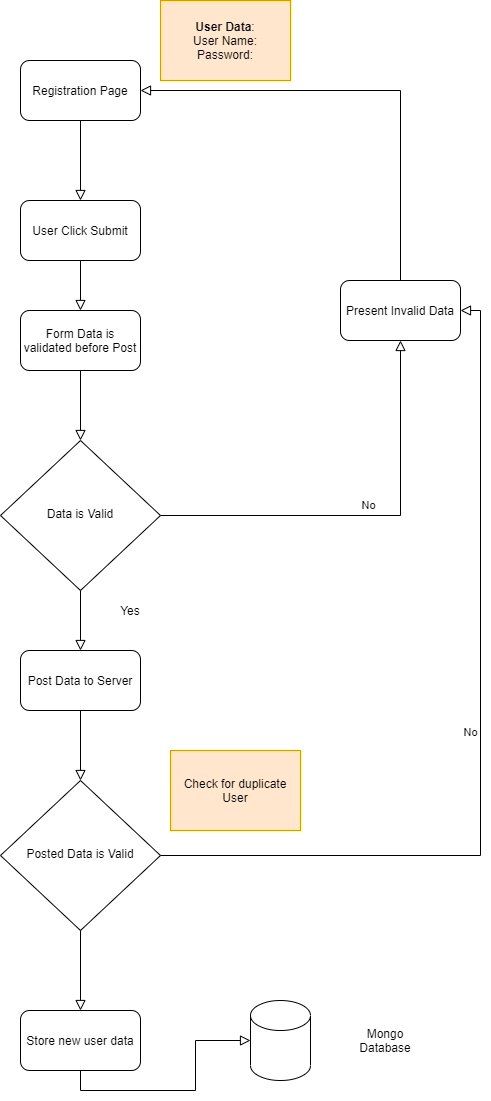 User Data:
User Name:
Password:
Registration Page
User Click Submit
Present Invalid Data
Form Data is
validated before Post
Data is Valid
No
Yes
Post Data to Server
No
Check for duplicate
User
Posted Data is Valid
Store new user data
Mongo
Database